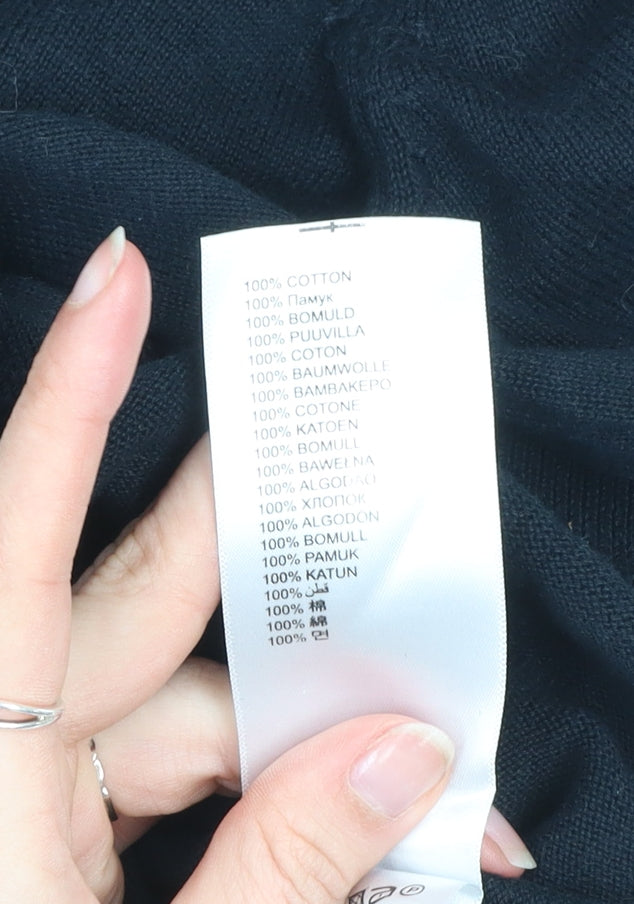 100% COTTON
100% Памук
100% BOMULD
100% PUUVILLA
100% COTON
100% BAUMWOLLE
100% BAMBAKEPO
100% COTONE
100% KATOEN
100% BOMULL
100% BAWEŁNA
100% ALGODAO
100% ХЛОПОК
100% ALGODON
100% BOMULL
100% PAMUK
100% KATUN
100% قطن
100% 棉
100% 綿
100% 면